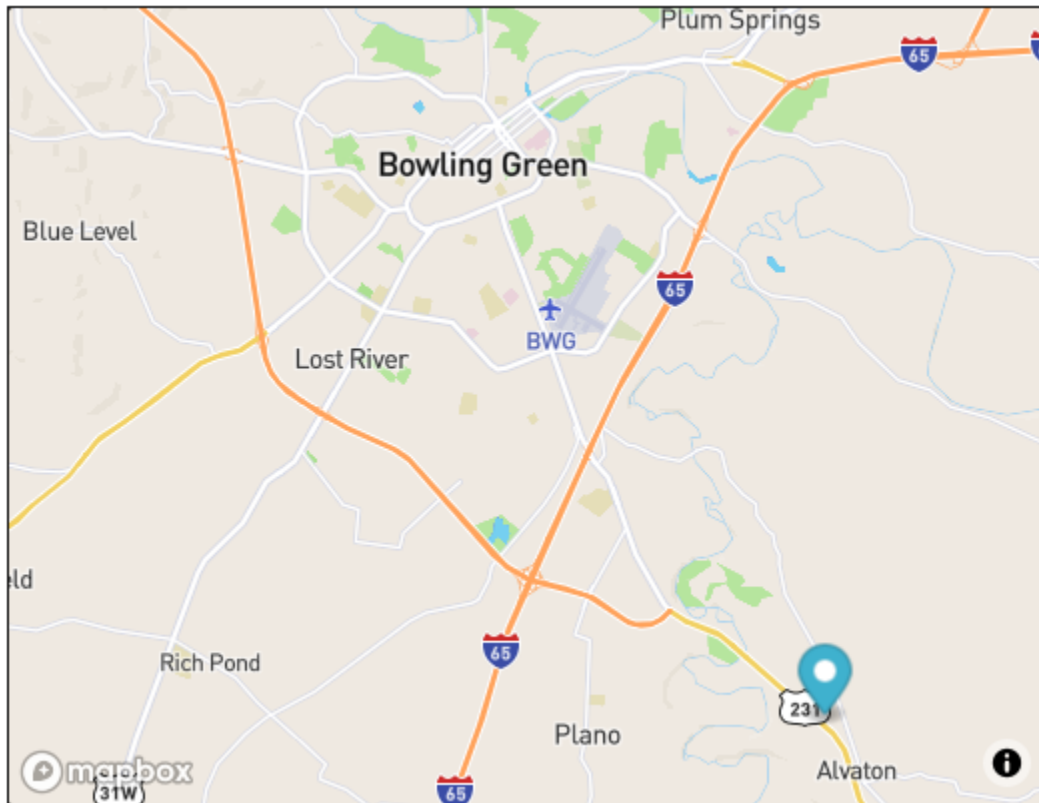 Plum Springs
65
Bowling Green
Blue Level
65
BWG
Lost River
eld
Rich Pond
65
231
Plano
Alvaton
mapbox
31W
65
i